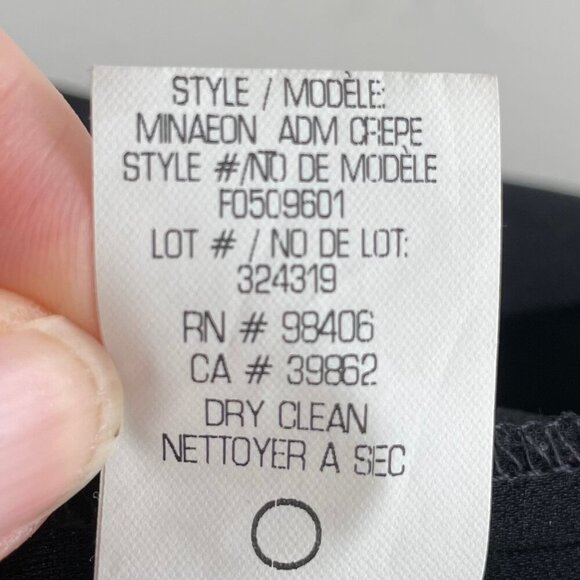 STYLE / MODÈLE:
MINAEON ADM CREPE
STYLE #/NO DE MODÈLE
F0509601
LOT # / NO DE LOT:
324319
RN # 98406
CA # 39862
DRY CLEAN
NETTOYER A SEC